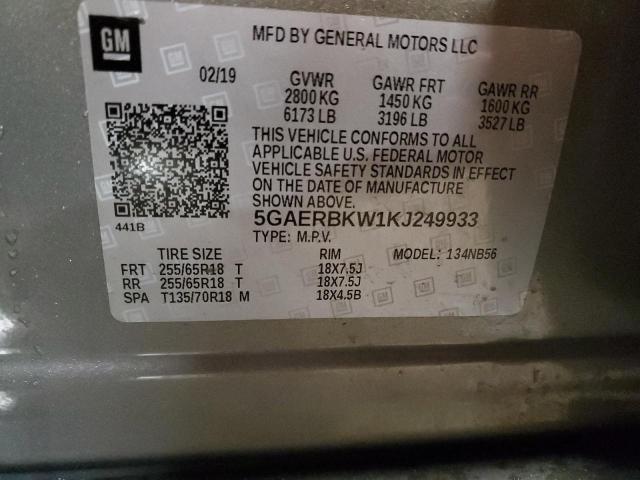 GM
MFD BY GENERAL MOTORS LLC
02/19 GVWR GAWR FRT GAWR RR
2800 KG 1450 KG 1600 KG
6173 LB 3196 LB 3527 LB
THIS VEHICLE CONFORMS TO ALL
APPLICABLE U.S. FEDERAL MOTOR
VEHICLE SAFETY STANDARDS IN EFFECT
ON THE DATE OF MANUFACTURE
SHOWN ABOVE.
441B 5GAERBKW1KJ249933
TYPE: M.P.V.
TIRE SIZE RIM MODEL: 134NB56
FRT 255/65R18 T 18X7.5J
RR 255/65R18 T 18X7.5J
SPA T135/70R18 M 18X4.5B